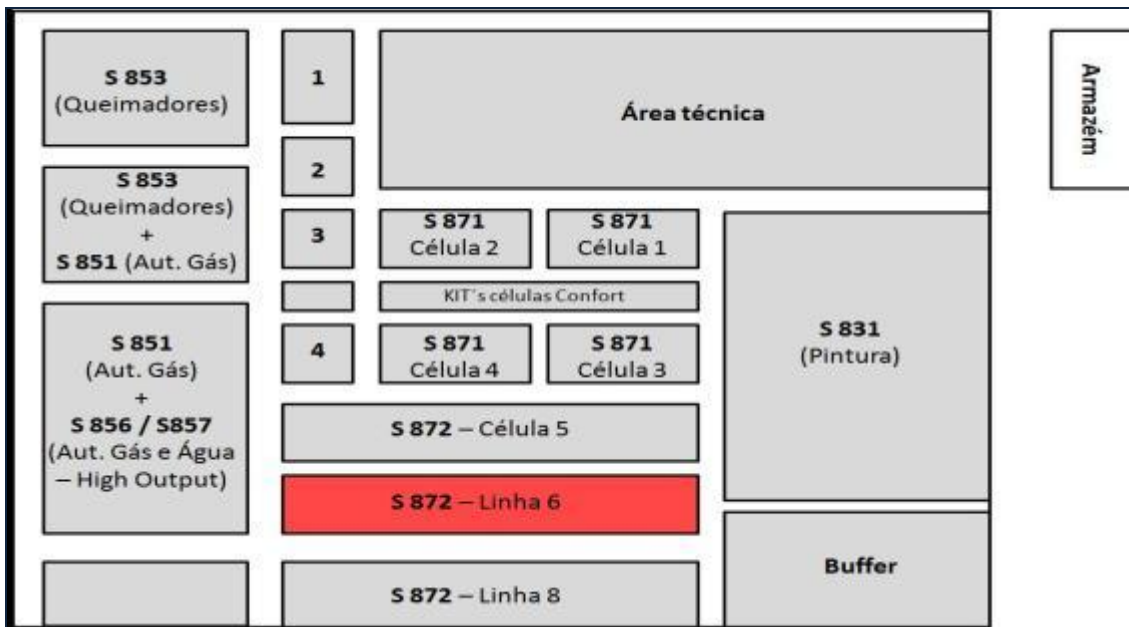 S 853
(Queimadores)
S 853
(Queimadores)
+
S 851 (Aut. Gás)
S 851
(Aut. Gás)
+
S 856 / S857
(Aut. Gás e Água
– High Output)
1
2
3
4
Área técnica
S 871
Célula 2
S 871
Célula 1
KIT´s células Confort
S 871
Célula 4
S 871
Célula 3
S 872 – Célula 5
S 872 – Linha 6
S 872 – Linha 8
S 831
(Pintura)
Buffer
Armazém